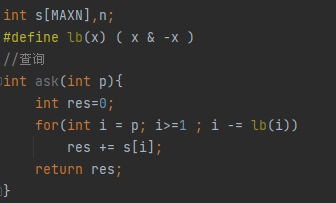 int s[MAXN],n;
#define lb(x) ( x & -x )
//查询
int ask(int p){
    int res=0;
    for(int i = p; i>=1 ; i -= lb(i))
        res += s[i];
    return res;
}